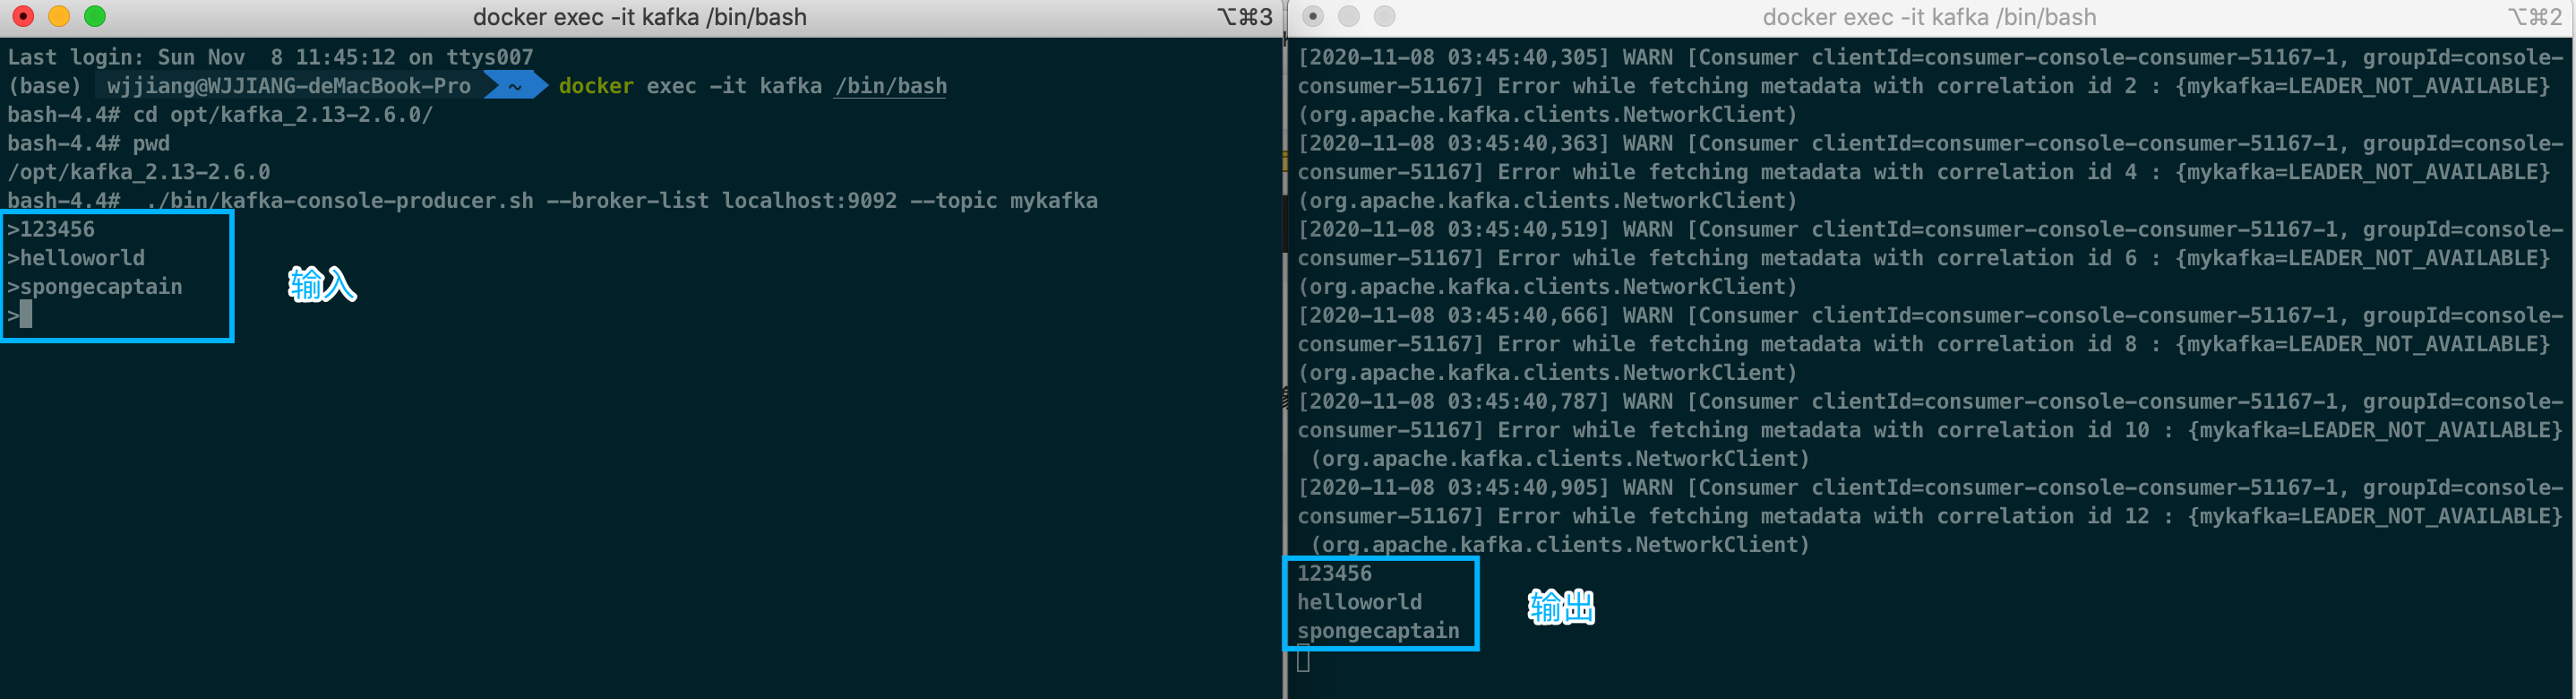 docker exec -it kafka /bin/bash
⌥⌘3
Last login: Sun Nov  8 11:45:12 on ttys007
(base) wjjiang@WJJIANG-deMacBook-Pro ~ docker exec -it kafka /bin/bash
bash-4.4# cd opt/kafka_2.13-2.6.0/
bash-4.4# pwd
/opt/kafka_2.13-2.6.0
bash-4.4#  ./bin/kafka-console-producer.sh --broker-list localhost:9092 --topic mykafka
>123456
>helloworld
>spongecaptain
>
输入
docker exec -it kafka /bin/bash
⌥⌘2
[2020-11-08 03:45:40,305] WARN [Consumer clientId=consumer-console-consumer-51167-1, groupId=console-
consumer-51167] Error while fetching metadata with correlation id 2 : {mykafka=LEADER_NOT_AVAILABLE}
(org.apache.kafka.clients.NetworkClient)
[2020-11-08 03:45:40,363] WARN [Consumer clientId=consumer-console-consumer-51167-1, groupId=console-
consumer-51167] Error while fetching metadata with correlation id 4 : {mykafka=LEADER_NOT_AVAILABLE}
(org.apache.kafka.clients.NetworkClient)
[2020-11-08 03:45:40,519] WARN [Consumer clientId=consumer-console-consumer-51167-1, groupId=console-
consumer-51167] Error while fetching metadata with correlation id 6 : {mykafka=LEADER_NOT_AVAILABLE}
(org.apache.kafka.clients.NetworkClient)
[2020-11-08 03:45:40,666] WARN [Consumer clientId=consumer-console-consumer-51167-1, groupId=console-
consumer-51167] Error while fetching metadata with correlation id 8 : {mykafka=LEADER_NOT_AVAILABLE}
(org.apache.kafka.clients.NetworkClient)
[2020-11-08 03:45:40,787] WARN [Consumer clientId=consumer-console-consumer-51167-1, groupId=console-
consumer-51167] Error while fetching metadata with correlation id 10 : {mykafka=LEADER_NOT_AVAILABLE}
(org.apache.kafka.clients.NetworkClient)
[2020-11-08 03:45:40,905] WARN [Consumer clientId=consumer-console-consumer-51167-1, groupId=console-
consumer-51167] Error while fetching metadata with correlation id 12 : {mykafka=LEADER_NOT_AVAILABLE}
(org.apache.kafka.clients.NetworkClient)
123456
helloworld
spongecaptain
输出